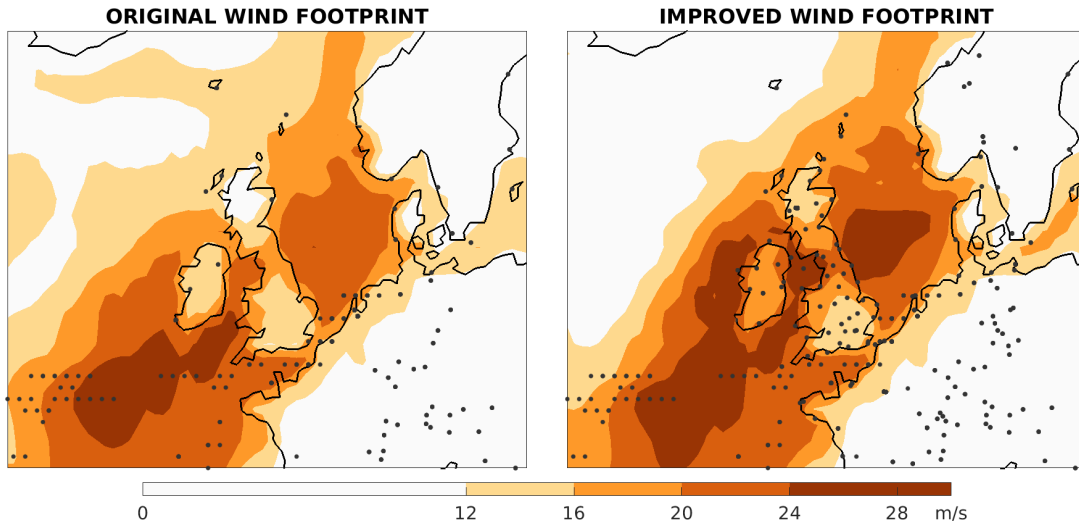 ORIGINAL WIND FOOTPRINT
IMPROVED WIND FOOTPRINT
0 12 16 20 24 28 m/s